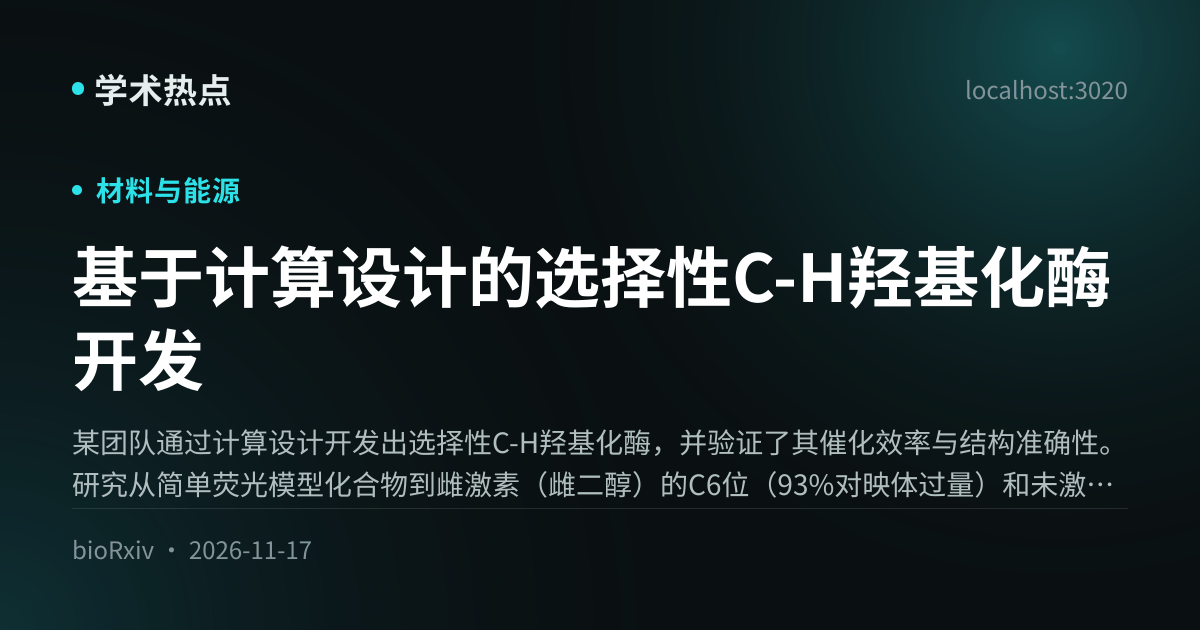 学术热点
localhost:3020
材料与能源
基于计算设计的选择性C-H羟基化酶
开发
某团队通过计算设计开发出选择性C-H羟基化酶，并验证了其催化效率与结构准确性。
研究从简单荧光模型化合物到雌激素（雌二醇）的C6位（93%对映体过量）和未激…
bioRxiv • 2026-11-17